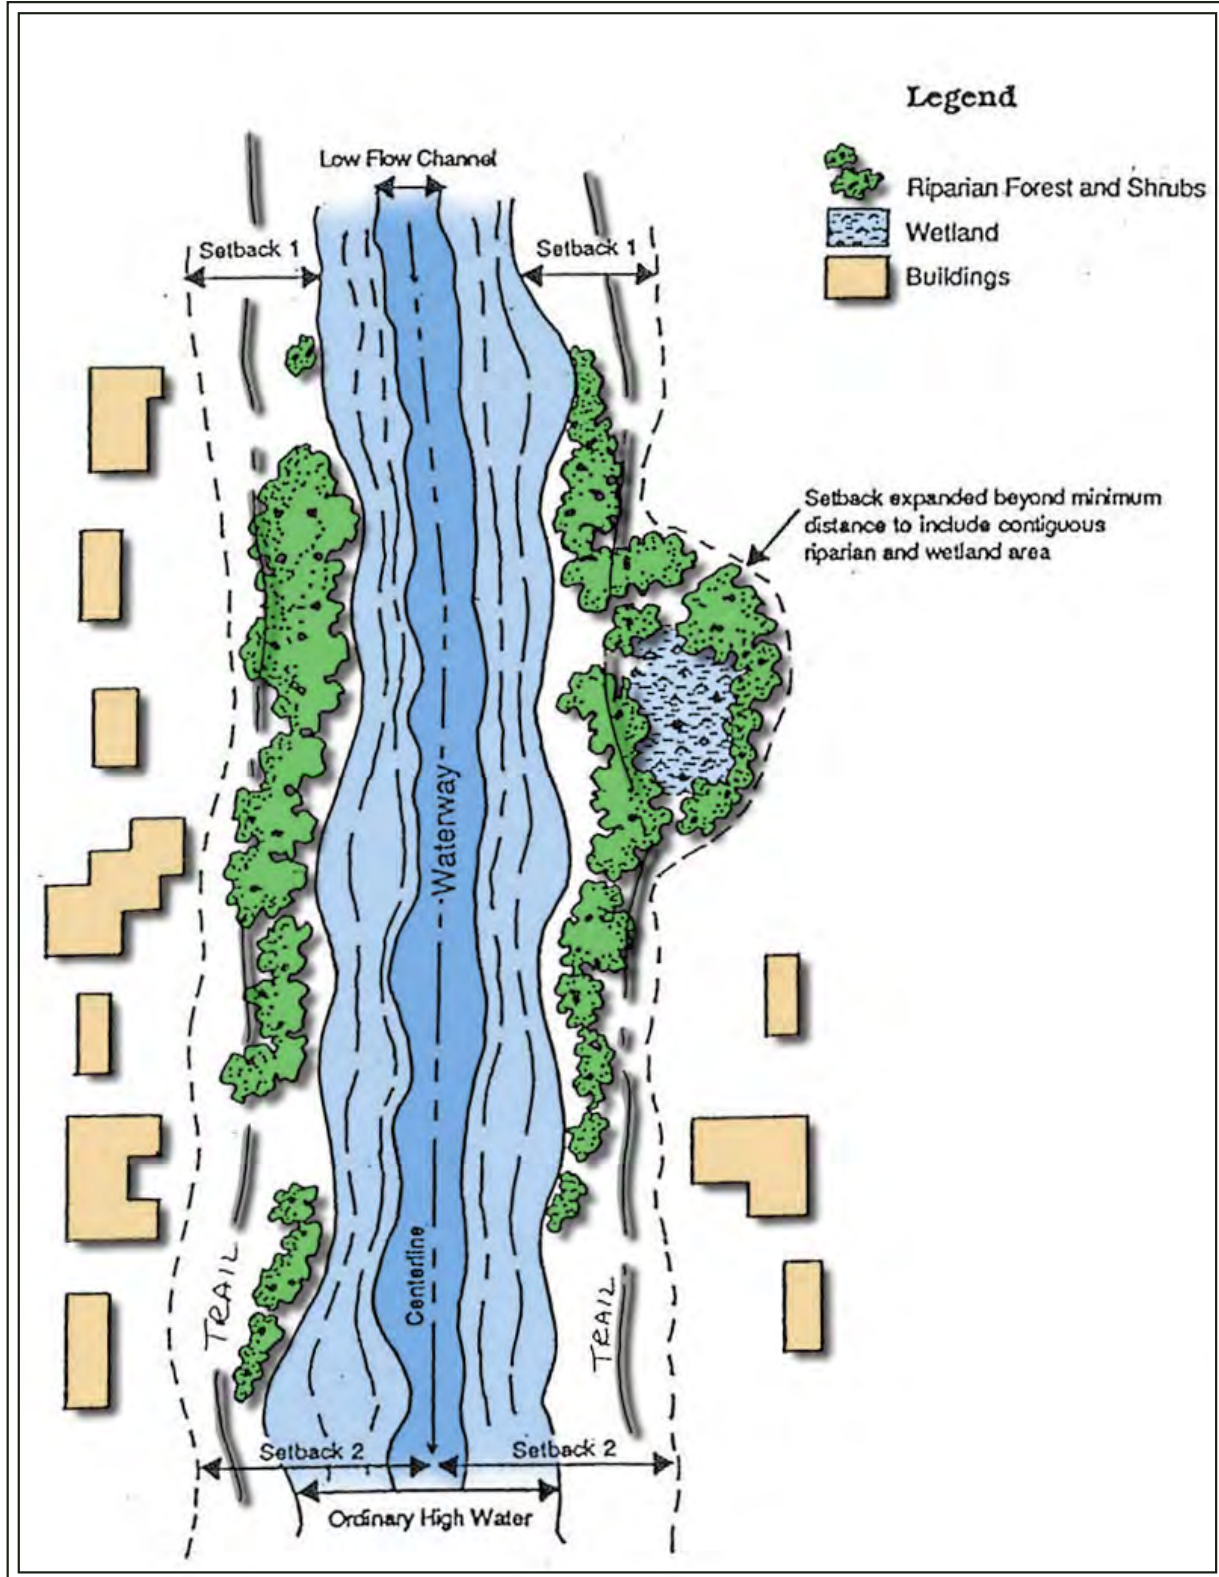 Legend
Low Flow Channel
Riparian Forest and Shrubs
Wetland
Buildings
Setback 1
Setback 1
Setback expanded beyond minimum
distance to include contiguous
riparian and wetland area
Waterway
Centerline
TRAIL
TRAIL
Setback 2
Setback 2
Ordinary High Water